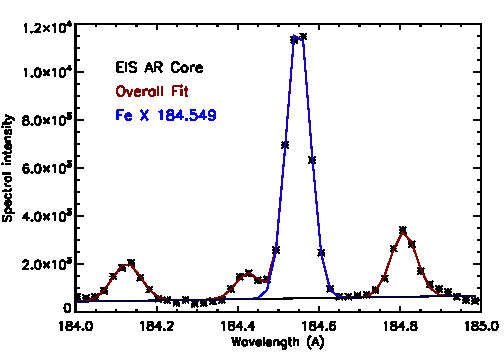 1.2×10⁴
1.0×10⁴
8.0×10³
6.0×10³
4.0×10³
2.0×10³
0
Spectral intensity
EIS AR Core
Overall Fit
Fe X 184.549
184.0 184.2 184.4 184.6 184.8 185.0
Wavelength (A)